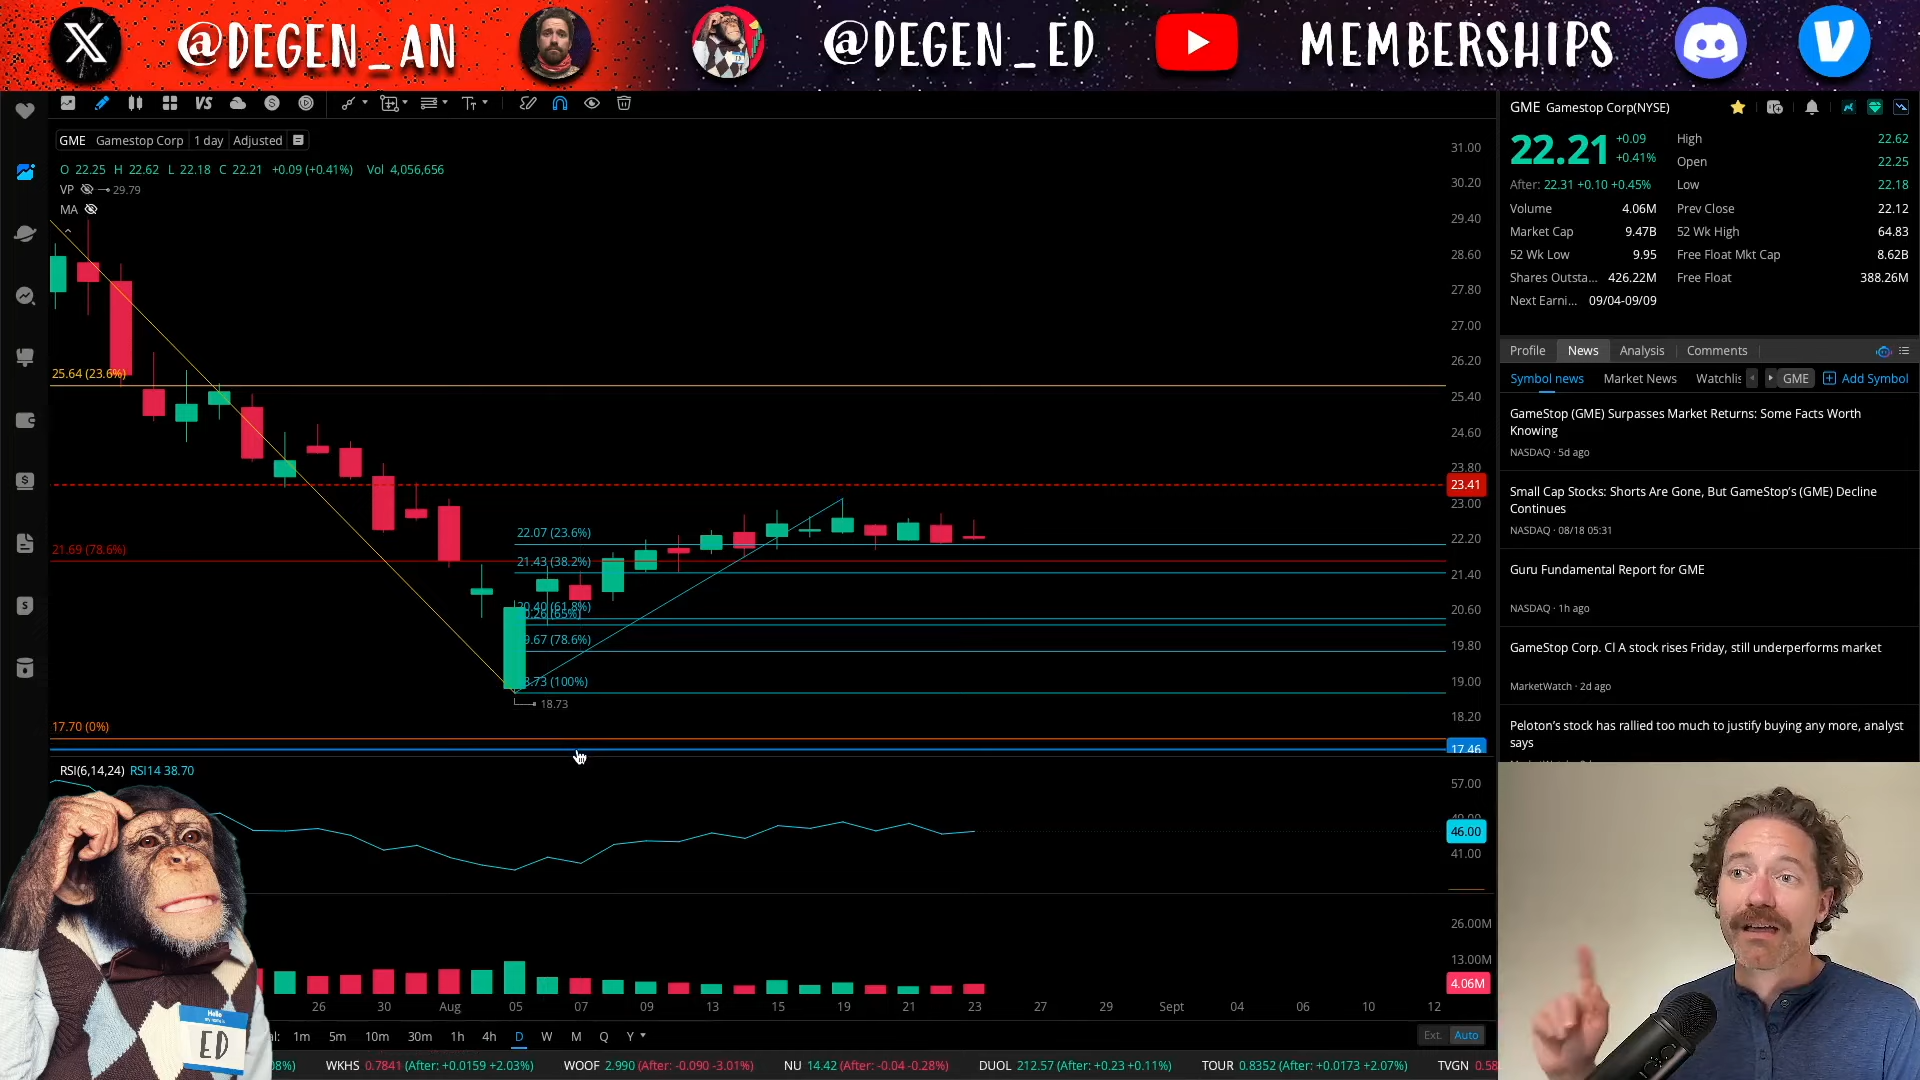 @DEGEN_AN @DEGEN_ED MEMBERSHIPS
VS
GME Gamestop Corp 1 day Adjusted
O 22.25 H 22.62 L 22.18 C 22.21 +0.09 (+0.41%) Vol 4,056,656
VP 29.79
MA
31.00
30.20
29.40
28.60
27.80
27.00
26.20
25.64 (23.6%)
25.40
24.60
23.80
23.41
23.00
22.07 (23.6%)
22.20
21.69 (78.6%)
21.43 (38.2%)
21.40
20.40 (61.8%)
20.60
9.67 (78.6%)
19.80
8.73 (100%)
19.00
18.73
18.20
17.70 (0%)
17.46
RSI(6,14,24) RSI14 38.70
57.00
46.00
41.00
26.00M
13.00M
4.06M
26 30 Aug 05 07 09 13 15 19 21 23 27 29 Sept 04 06 10 12
1m 5m 10m 30m 1h 4h D W M Q Y
Ext. Auto
Hello
ED
GME Gamestop Corp(NYSE)
22.21 +0.09
+0.41%
After: 22.31 +0.10 +0.45%
High 22.62
Open 22.25
Low 22.18
Volume 4.06M Prev Close 22.12
Market Cap 9.47B 52 Wk High 64.83
52 Wk Low 9.95 Free Float Mkt Cap 8.62B
Shares Outsta... 426.22M Free Float 388.26M
Next Earni... 09/04-09/09
Profile News Analysis Comments
Symbol news Market News Watchlis GME Add Symbol
GameStop (GME) Surpasses Market Returns: Some Facts Worth
Knowing
NASDAQ · 5d ago
Small Cap Stocks: Shorts Are Gone, But GameStop's (GME) Decline
Continues
NASDAQ · 08/18 05:31
Guru Fundamental Report for GME
NASDAQ · 1h ago
GameStop Corp. Cl A stock rises Friday, still underperforms market
MarketWatch · 2d ago
Peloton's stock has rallied too much to justify buying any more, analyst
says
WKHS 0.7841 (After: +0.0159 +2.03%) WOOF 2.990 (After: -0.090 -3.01%) NU 14.42 (After: -0.04 -0.28%) DUOL 212.57 (After: +0.23 +0.11%) TOUR 0.8352 (After: +0.0173 +2.07%) TVGN 0.58